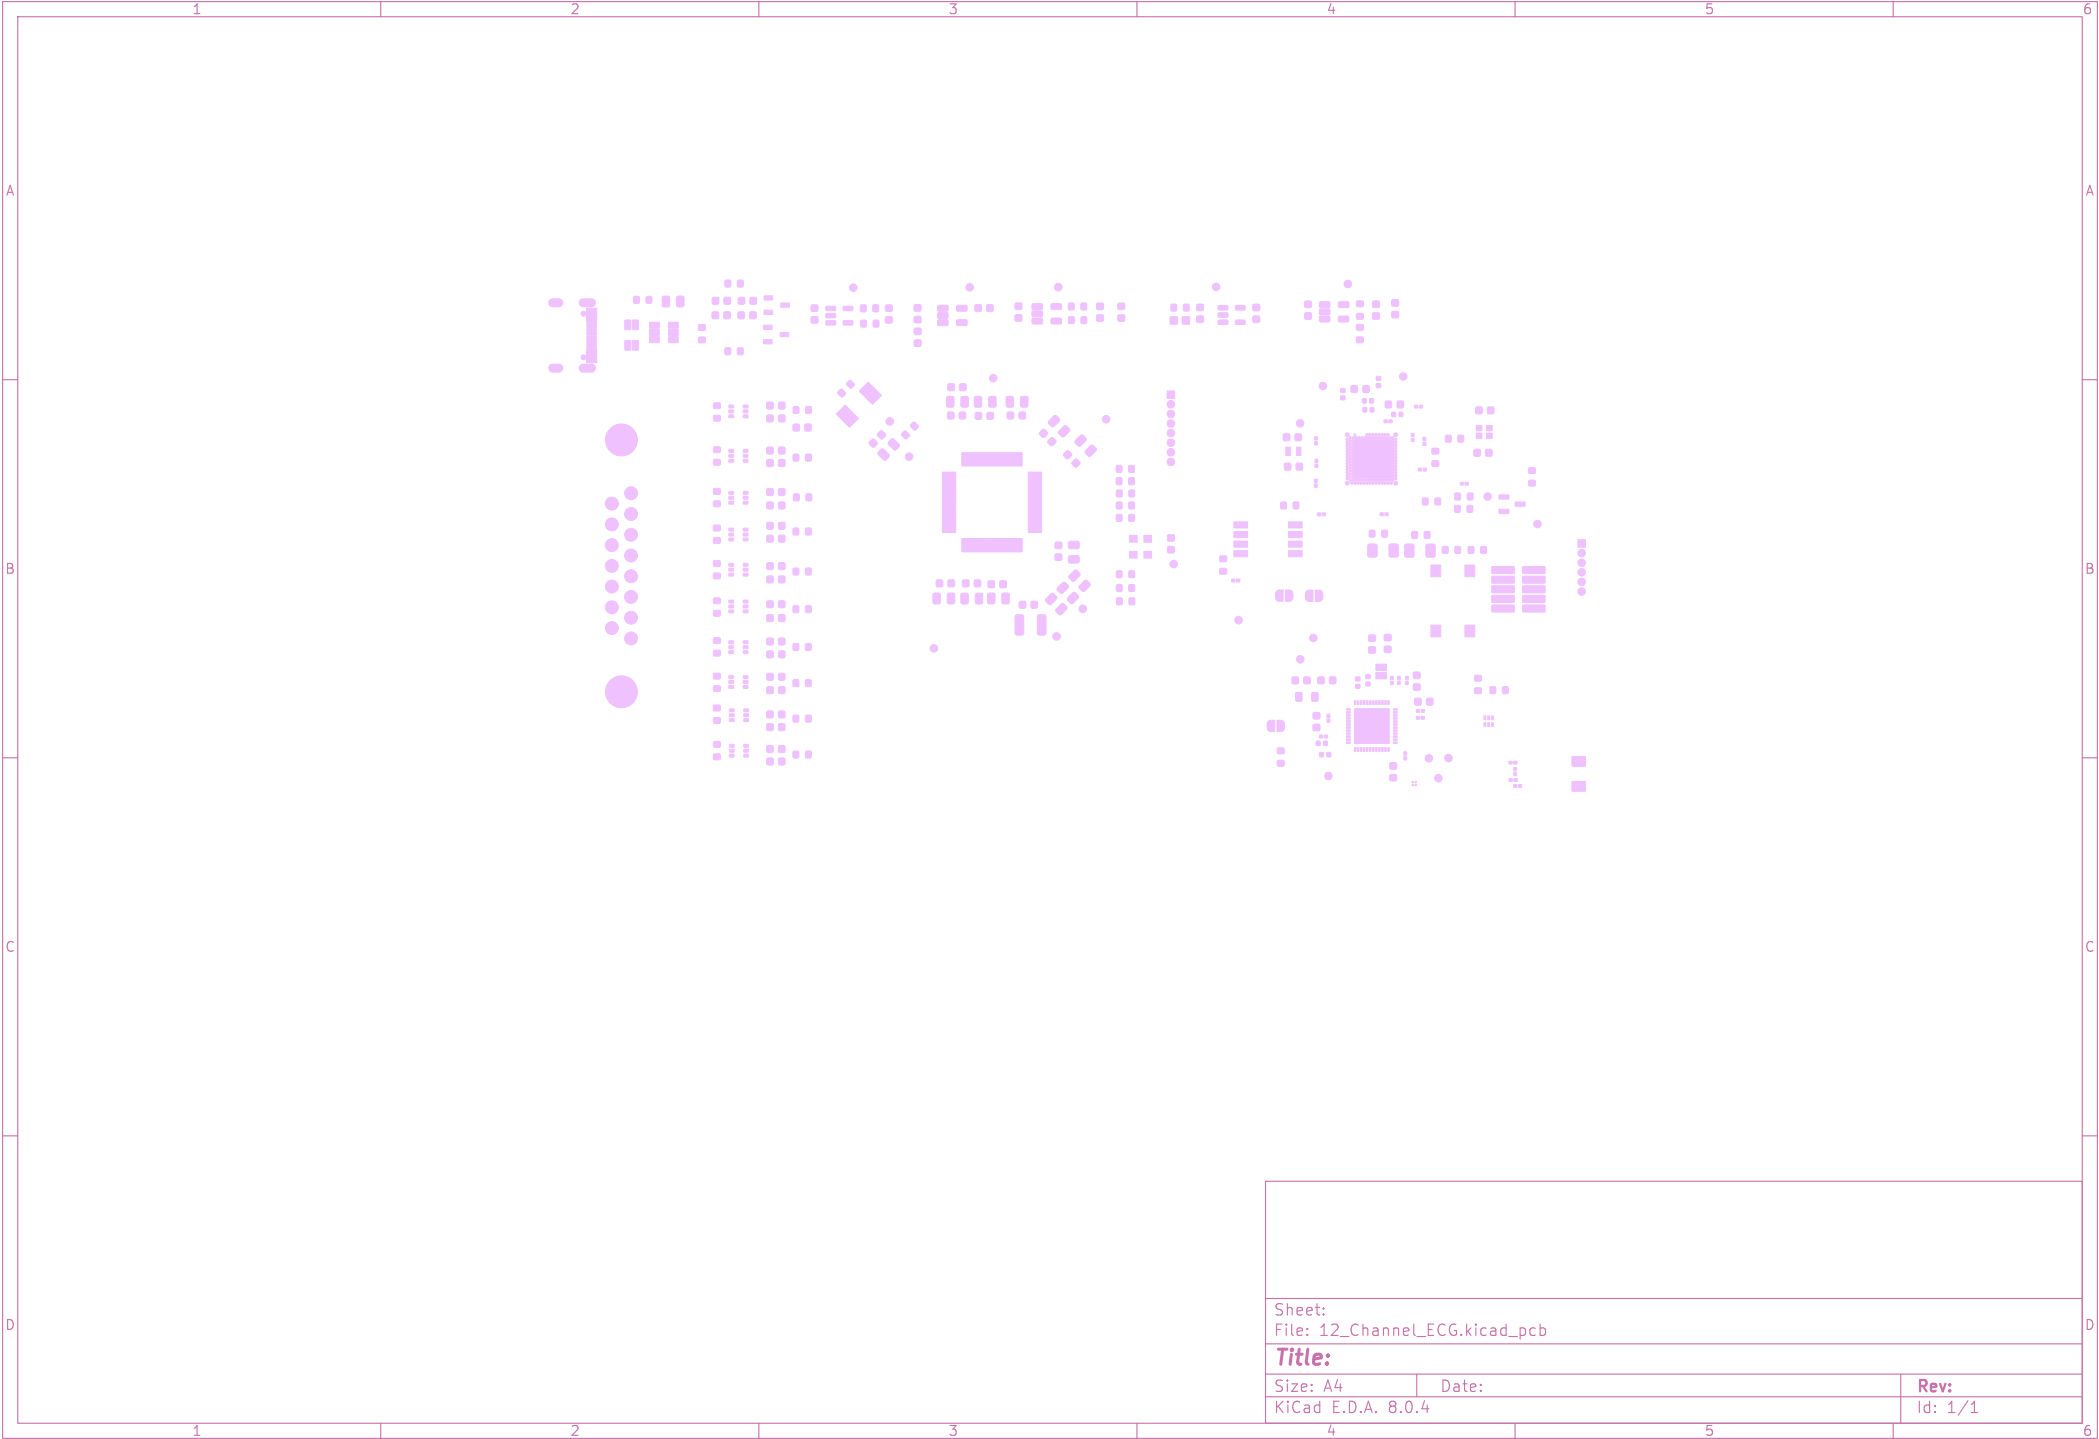 1 2 3 4 5 6
A A
B B
C C
D D
Sheet:
File: 12_Channel_ECG.kicad_pcb
Title:
Size: A4 Date: Rev:
KiCad E.D.A. 8.0.4 Id: 1/1
1 2 3 4 5 6